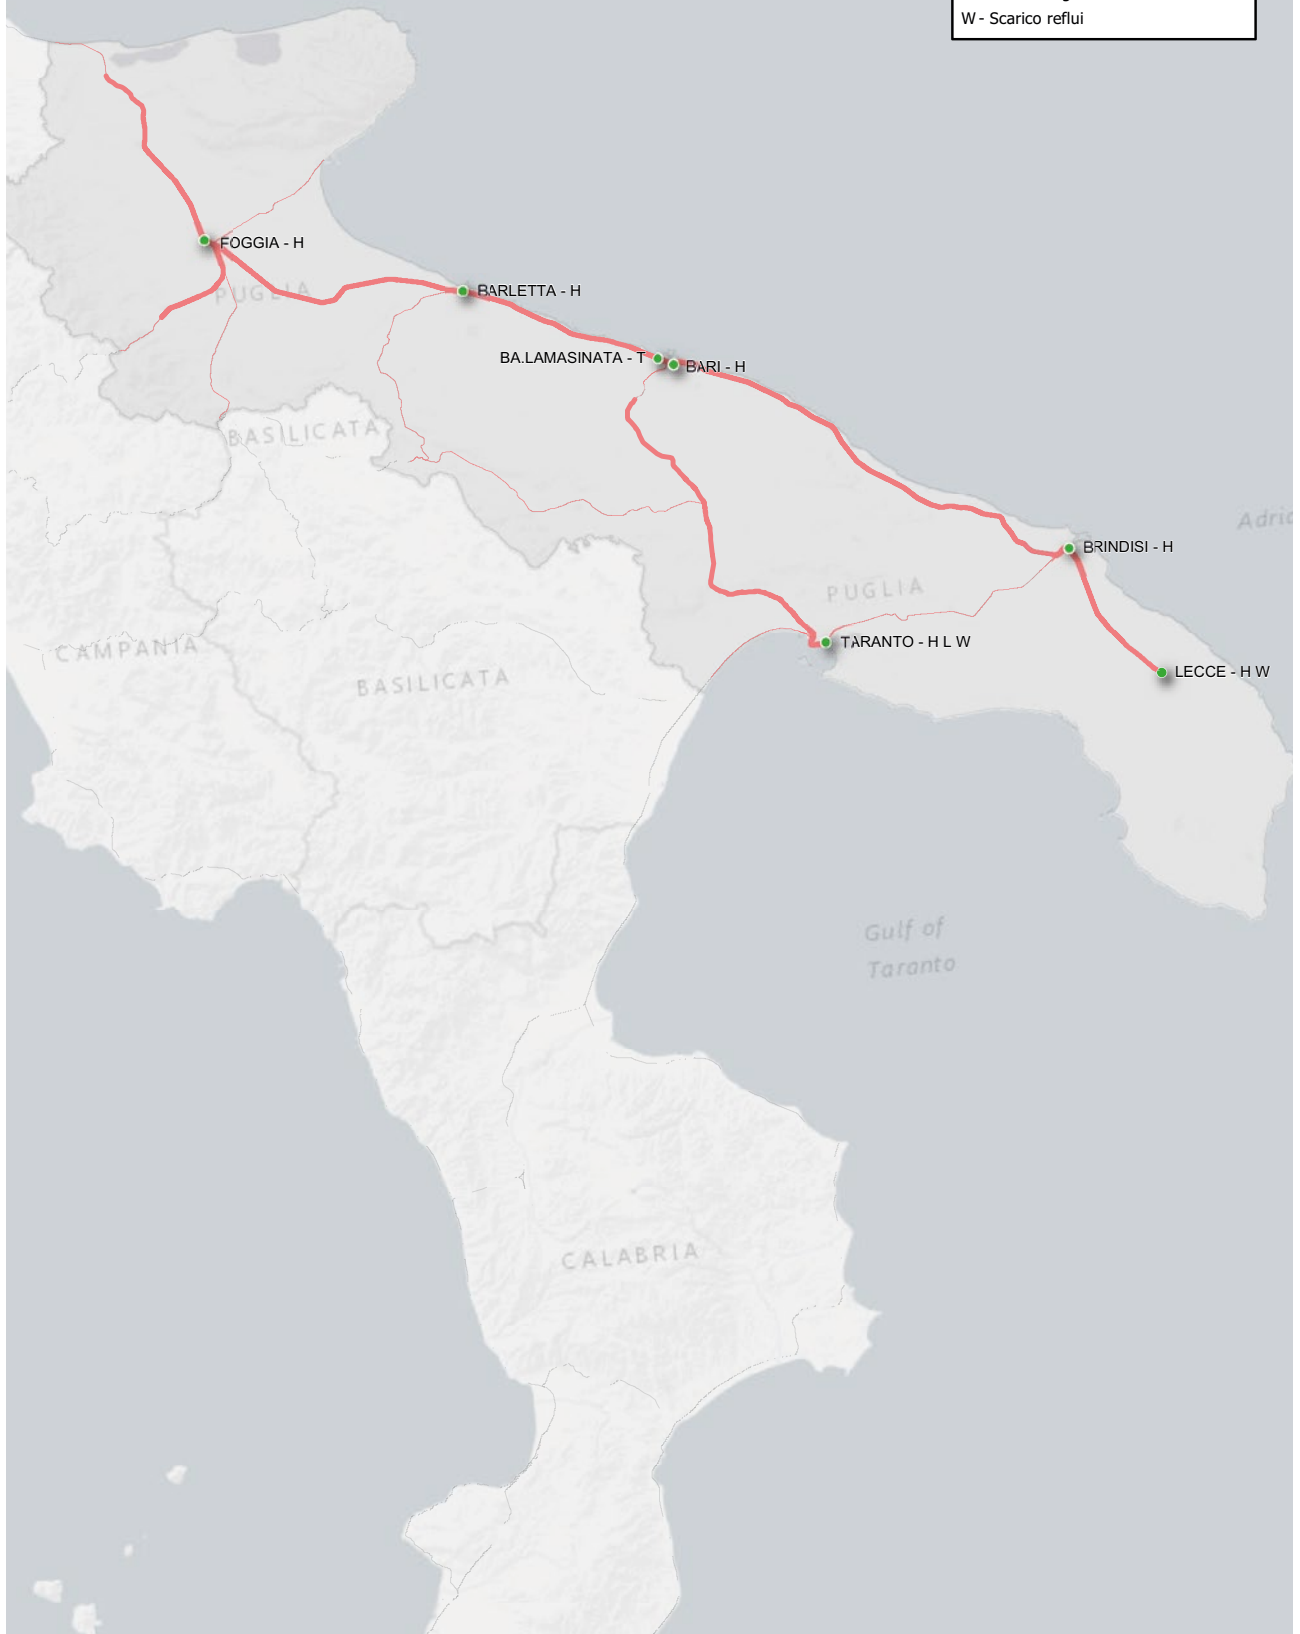 W - Scarico reflui
FOGGIA - H
PUGLIA
BARLETTA - H
BA.LAMASINATA - T
BARI - H
BASILICATA
BRINDISI - H
PUGLIA
TARANTO - H L W
CAMPANIA
BASILICATA
LECCE - H W
Gulf of
Taranto
CALABRIA